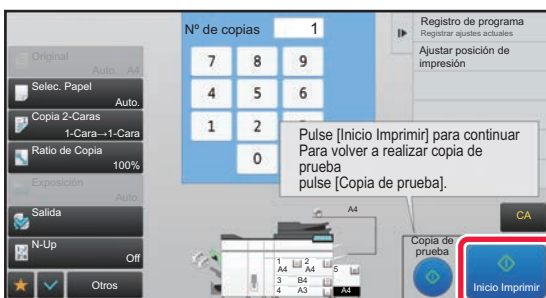 Nº de copias 1
Registro de programa
Registrar ajustes actuales
Ajustar posición de
impresión
Original
Auto. A4
Selec. Papel
Auto.
Copia 2-Caras
1-Cara→1-Cara
Ratio de Copia
100%
Exposición
Auto.
Salida
N-Up
Off
Otros
7 8 9
4 5 6
1 2
0
Pulse [Inicio Imprimir] para continuar
Para volver a realizar copia de
prueba
pulse [Copia de prueba].
A4
1 A4 2 A4 5
3 B4
4 A3 A4
CA
Copia de
prueba
Inicio Imprimir